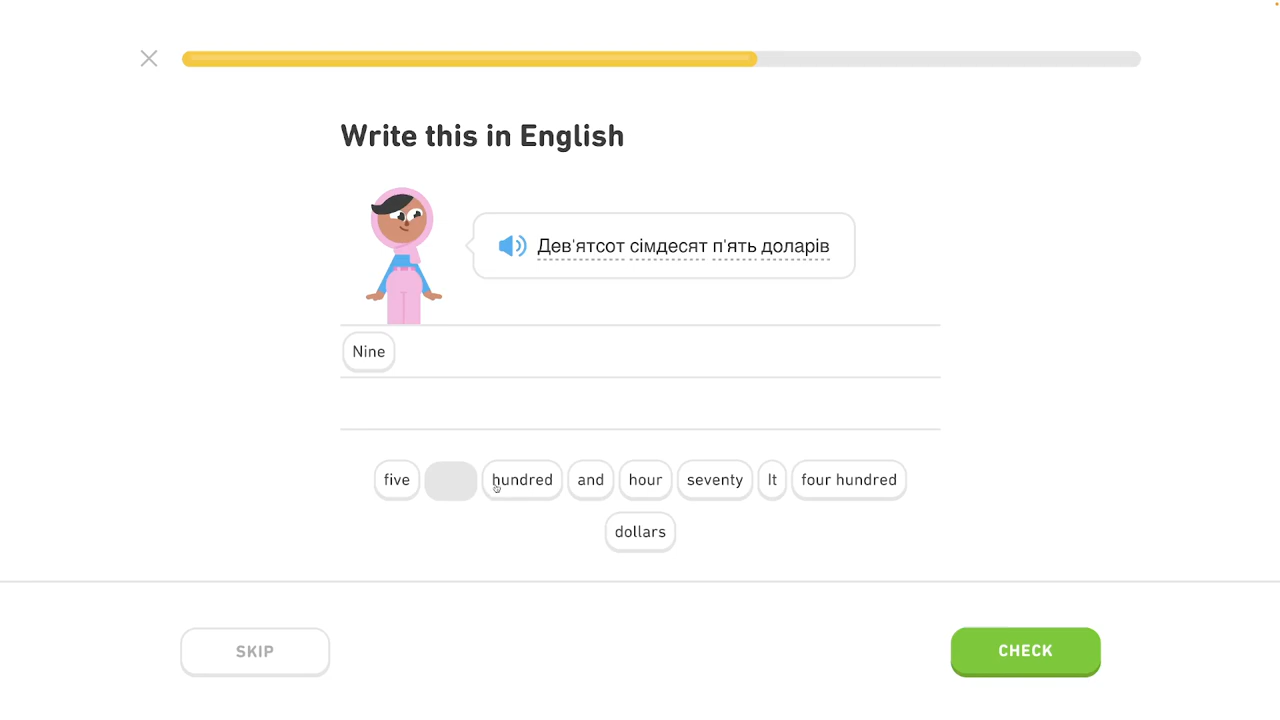 Write this in English
Дев'ятсот сімдесят п'ять доларів
Nine
five hundred and hour seventy It four hundred
dollars
SKIP CHECK